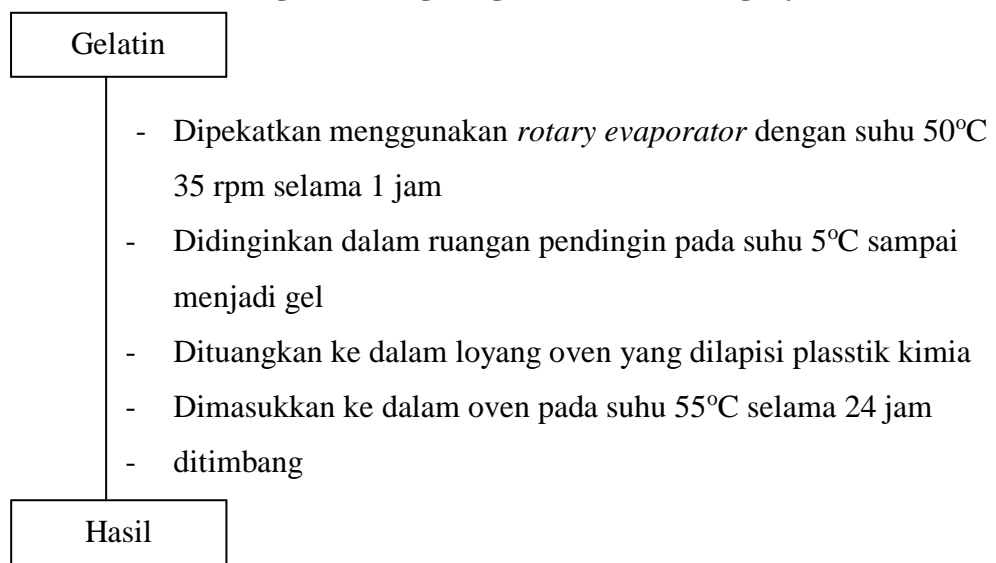 Gelatin
- Dipekatkan menggunakan rotary evaporator dengan suhu 50°C
35 rpm selama 1 jam
- Didinginkan dalam ruangan pendingin pada suhu 5°C sampai
menjadi gel
- Dituangkan ke dalam loyang oven yang dilapisi plasstik kimia
- Dimasukkan ke dalam oven pada suhu 55°C selama 24 jam
- ditimbang
Hasil